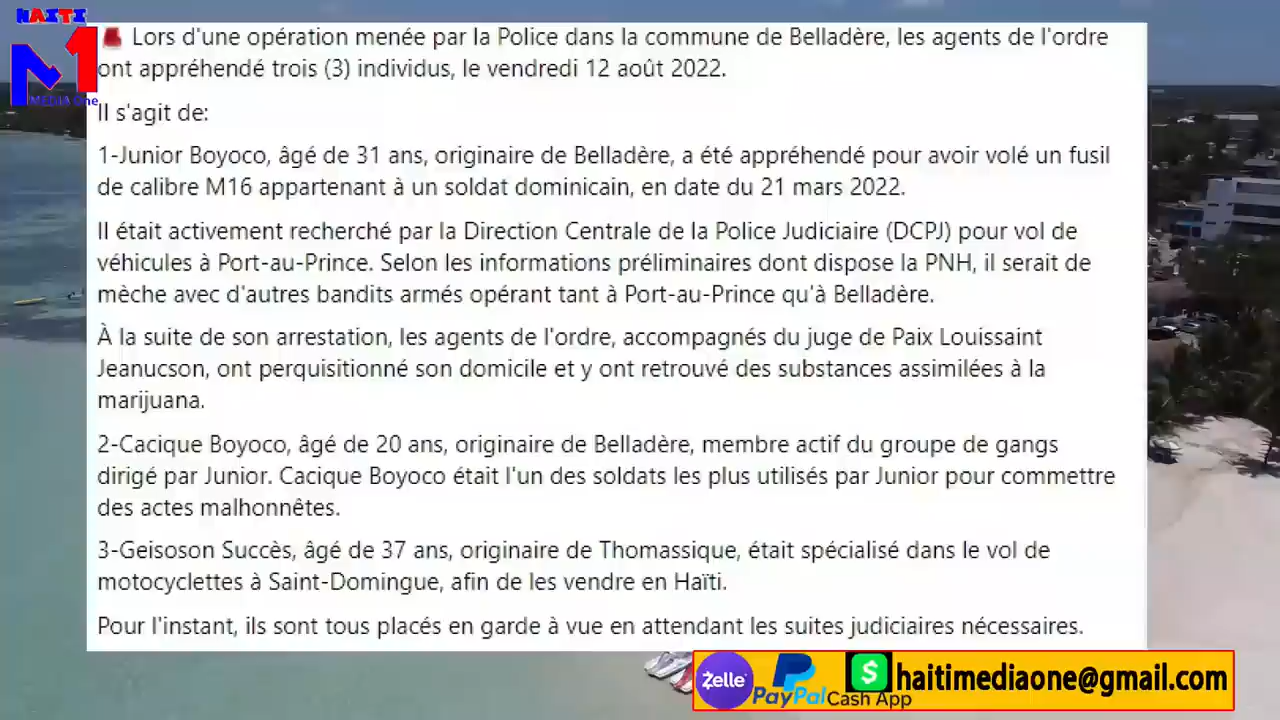 HAITI
M1
MEDIA One
Lors d'une opération menée par la Police dans la commune de Belladère, les agents de l'ordre
ont appréhendé trois (3) individus, le vendredi 12 août 2022.
Il s'agit de:
1-Junior Boyoco, âgé de 31 ans, originaire de Belladère, a été appréhendé pour avoir volé un fusil
de calibre M16 appartenant à un soldat dominicain, en date du 21 mars 2022.
Il était activement recherché par la Direction Centrale de la Police Judiciaire (DCPJ) pour vol de
véhicules à Port-au-Prince. Selon les informations préliminaires dont dispose la PNH, il serait de
mèche avec d'autres bandits armés opérant tant à Port-au-Prince qu'à Belladère.
À la suite de son arrestation, les agents de l'ordre, accompagnés du juge de Paix Louissaint
Jeanucson, ont perquisitionné son domicile et y ont retrouvé des substances assimilées à la
marijuana.
2-Cacique Boyoco, âgé de 20 ans, originaire de Belladère, membre actif du groupe de gangs
dirigé par Junior. Cacique Boyoco était l'un des soldats les plus utilisés par Junior pour commettre
des actes malhonnêtes.
3-Geisoson Succès, âgé de 37 ans, originaire de Thomassique, était spécialisé dans le vol de
motocyclettes à Saint-Domingue, afin de les vendre en Haïti.
Pour l'instant, ils sont tous placés en garde à vue en attendant les suites judiciaires nécessaires.
Zelle PayPal $ Cash App haitimediaone@gmail.com